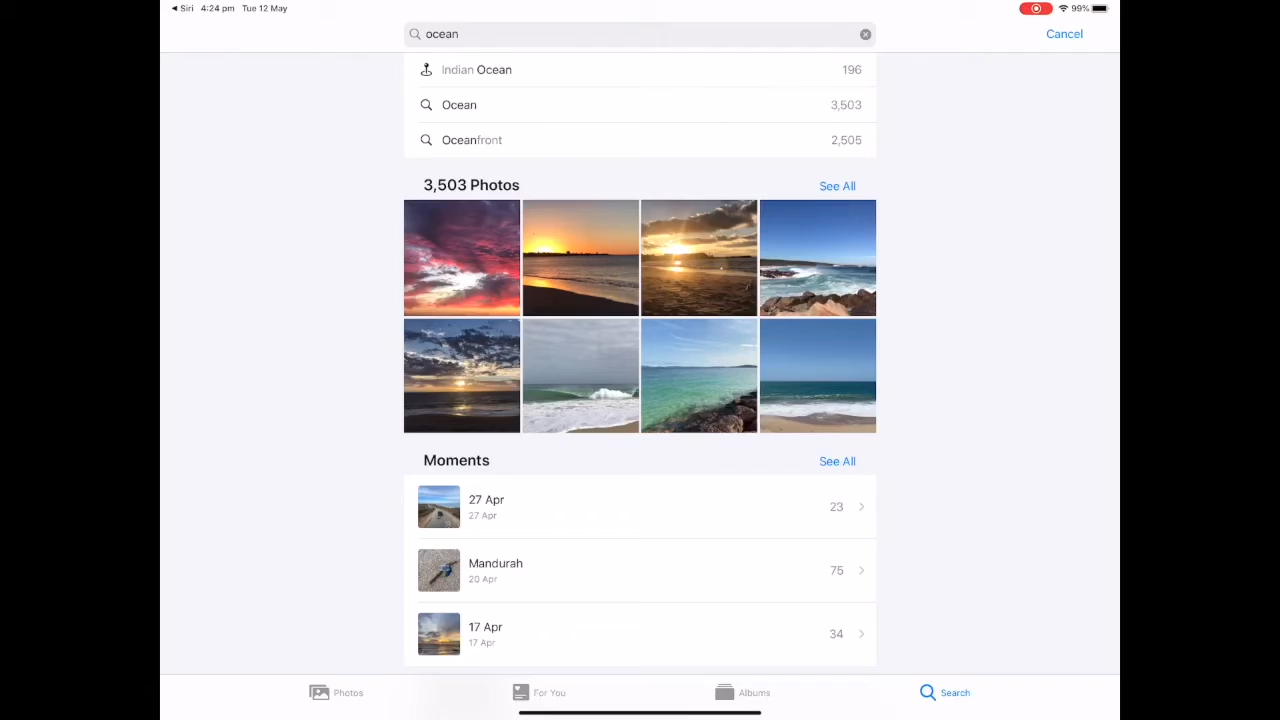 Siri 4:24 pm Tue 12 May 99%
ocean Cancel
Indian Ocean 196
Ocean 3,503
Oceanfront 2,505
3,503 Photos See All
Moments See All
27 Apr 23
27 Apr
Mandurah 75
20 Apr
17 Apr 34
17 Apr
Photos For You Albums Search